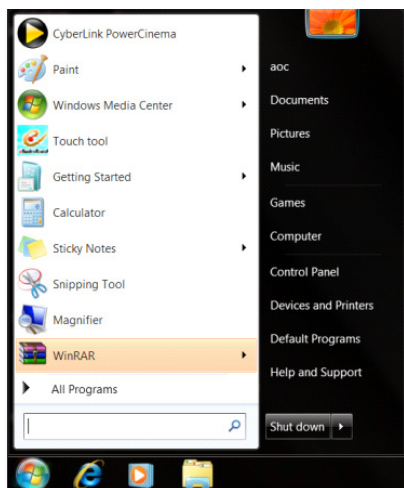 CyberLink PowerCinema
Paint
Windows Media Center
Touch tool
Getting Started
Calculator
Sticky Notes
Snipping Tool
Magnifier
WinRAR
All Programs
aoc
Documents
Pictures
Music
Games
Computer
Control Panel
Devices and Printers
Default Programs
Help and Support
Shut down